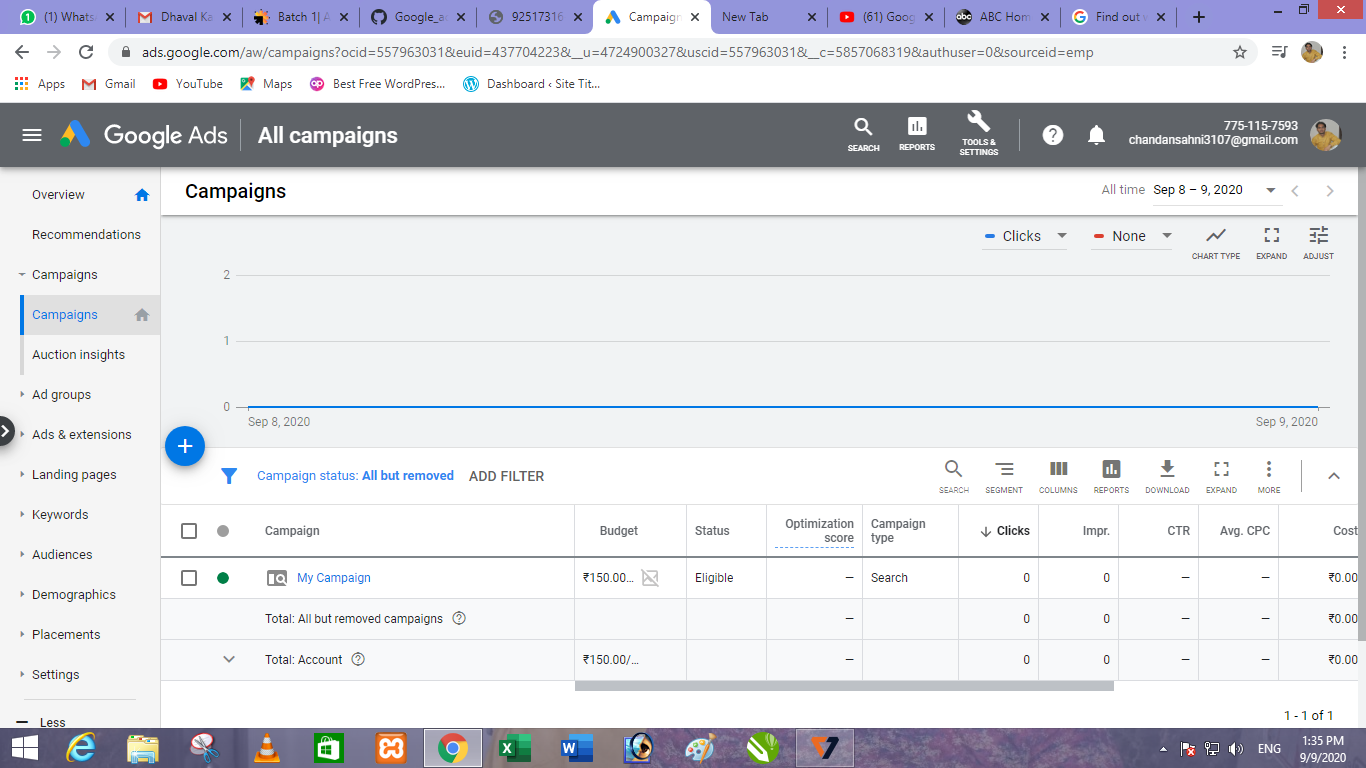 (1) Whats
Dhaval Ka
Batch 1| A
Google_a
92517316
Campaign
New Tab
(61) Goog
ABC Hom
Find out
ads.google.com/aw/campaigns?ocid=557963031&euid=437704223&__u=4724900327&uscid=557963031&__c=5857068319&authuser=0&sourceid=emp
Apps
Gmail
YouTube
Maps
Best Free WordPres...
Dashboard ‹ Site Tit...
Google Ads
All campaigns
SEARCH
REPORTS
TOOLS &
SETTINGS
775-115-7593
chandansahni3107@gmail.com
Overview
Recommendations
Campaigns
Campaigns
Auction insights
Ad groups
Ads & extensions
Landing pages
Keywords
Audiences
Demographics
Placements
Settings
Less
Campaigns
All time Sep 8 – 9, 2020
Clicks
None
CHART TYPE
EXPAND
ADJUST
2
1
0
Sep 8, 2020
Sep 9, 2020
Campaign status: All but removed
ADD FILTER
SEARCH
SEGMENT
COLUMNS
REPORTS
DOWNLOAD
EXPAND
MORE
Campaign
Budget
Status
Optimization
score
Campaign
type
Clicks
Impr.
CTR
Avg. CPC
Cost
My Campaign
₹150.00...
Eligible
–
Search
0
0
–
–
₹0.00
Total: All but removed campaigns
–
0
0
–
–
₹0.00
Total: Account
₹150.00/...
–
0
0
–
–
₹0.00
1 - 1 of 1
ENG
1:35 PM
9/9/2020